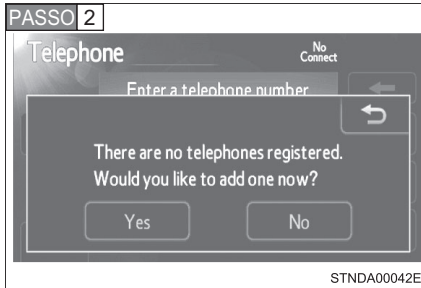 PASSO 2
Telephone
No
Connect
Enter a telephone number
There are no telephones registered.
Would you like to add one now?
Yes
No
STNDA00042E